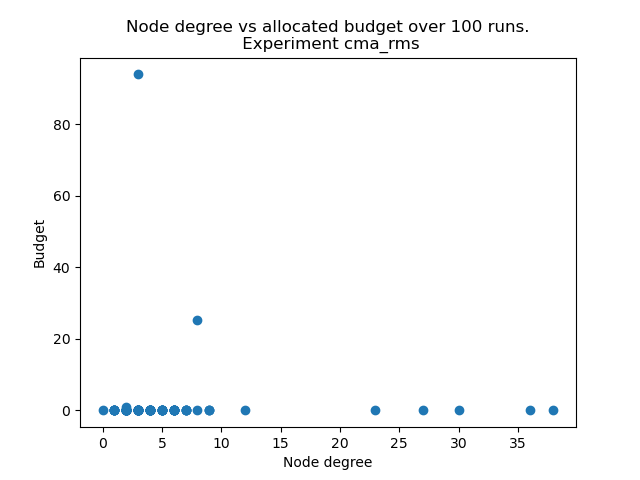 Node degree vs allocated budget over 100 runs.
Experiment cma_rms
80
60
40
20
0
Budget
0 5 10 15 20 25 30 35
Node degree